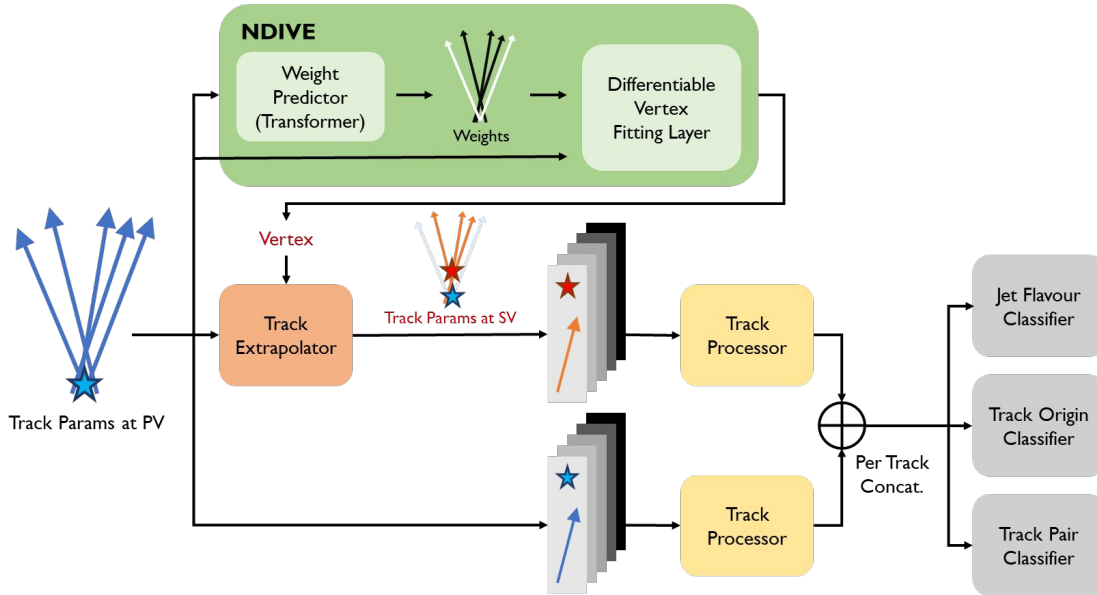 NDIVE
Weight
Predictor
(Transformer)
Weights
Differentiable
Vertex
Fitting Layer
Vertex
Track Params at PV
Track
Extrapolator
Track Params at SV
Track
Processor
Track
Processor
Per Track
Concat.
Jet Flavour
Classifier
Track Origin
Classifier
Track Pair
Classifier